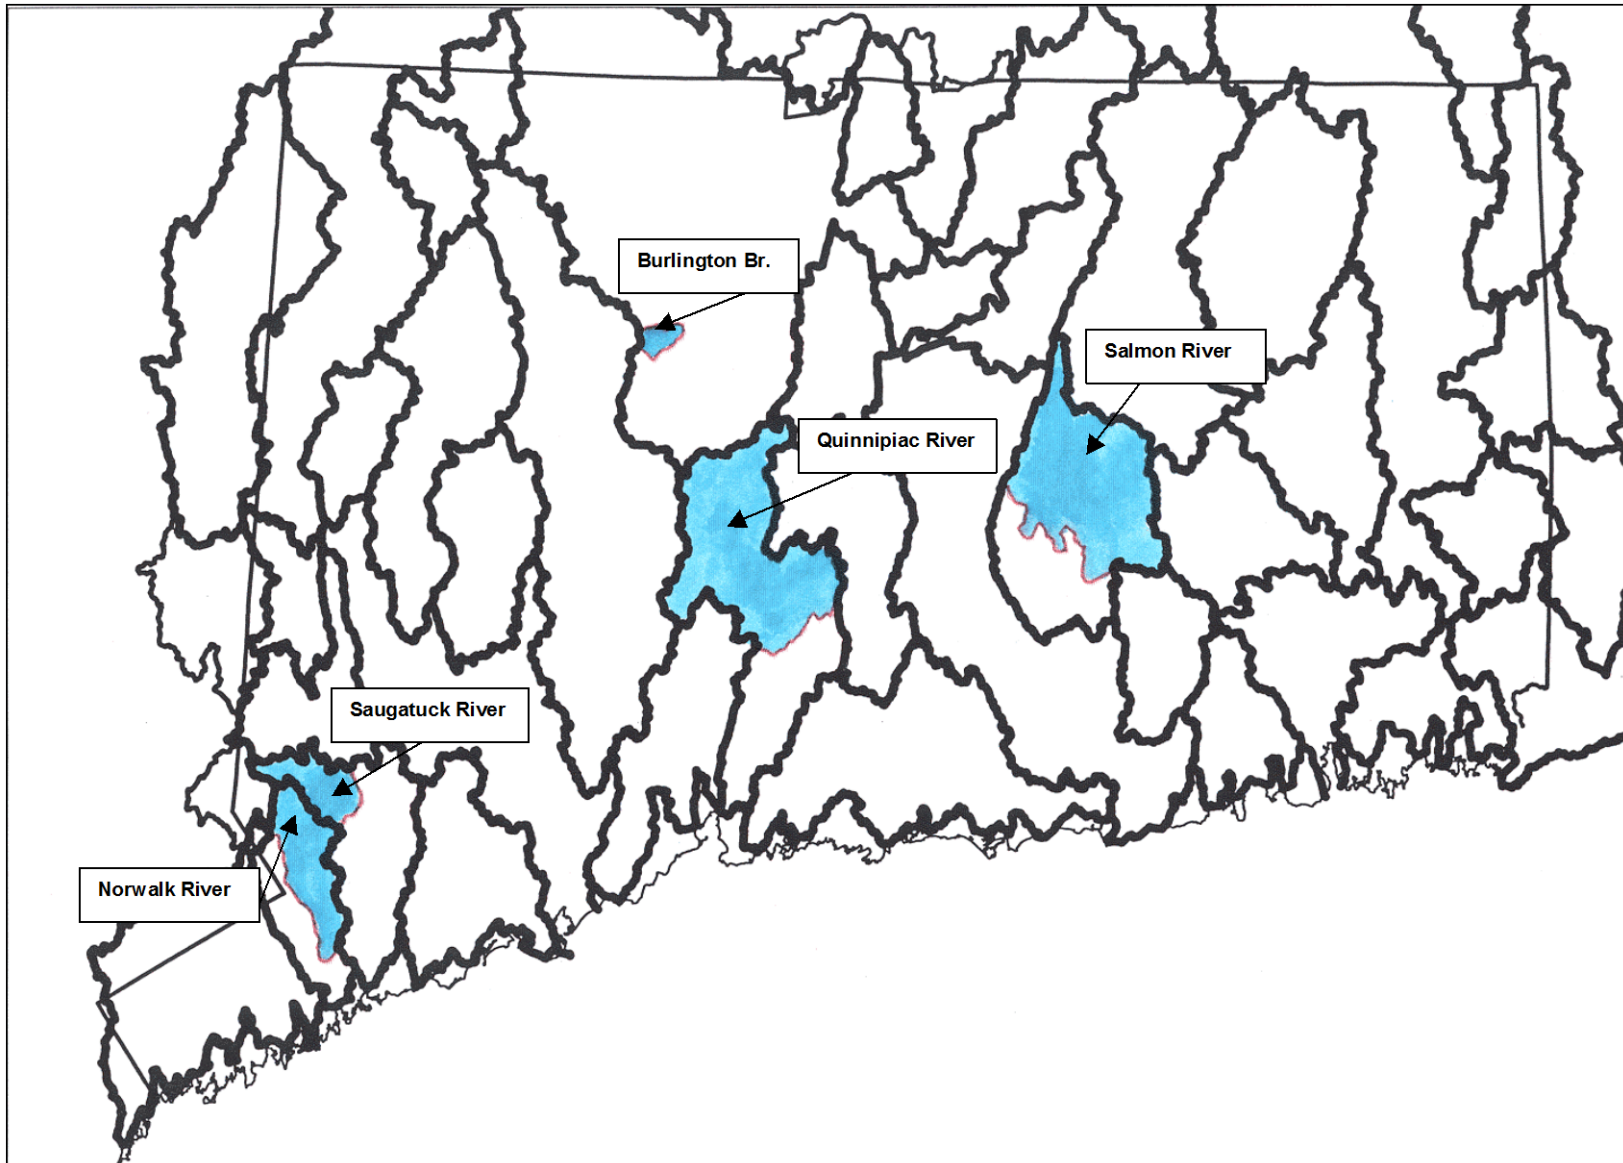 Burlington Br.
Salmon River
Quinnipiac River
Saugatuck River
Norwalk River